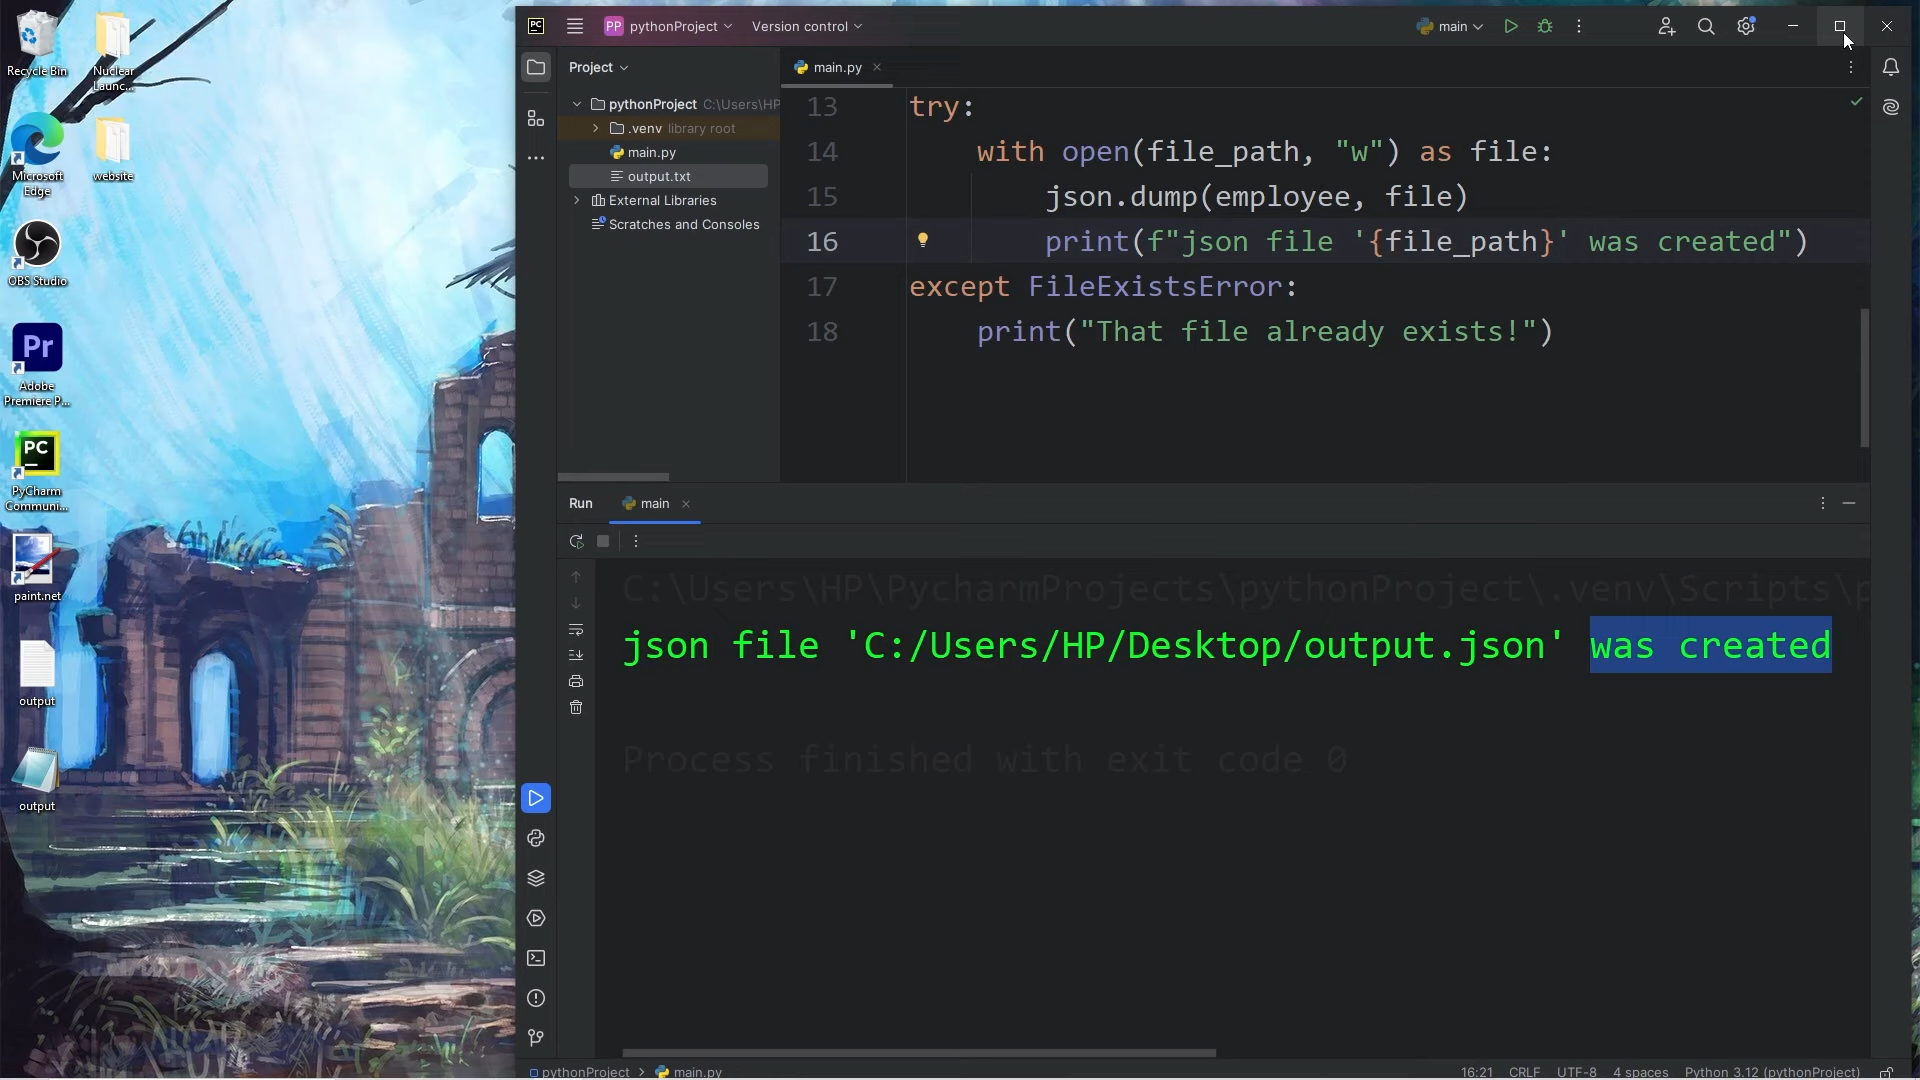 Recycle Bin
Nuclear
Launc...
Microsoft
Edge
website
OBS Studio
Pr
Adobe
Premiere P...
PC
PyCharm
Communi...
paint.net
output
output
PC
PP pythonProject
Version control
main
Project
main.py
pythonProject C:\Users\HP
.venv library root
main.py
output.txt
External Libraries
Scratches and Consoles
13 try:
14 with open(file_path, "w") as file:
15 json.dump(employee, file)
16 print(f"json file '{file_path}' was created")
17 except FileExistsError:
18 print("That file already exists!")
Run main
C:\Users\HP\PycharmProjects\pythonProject\.venv\Scripts\p
json file 'C:/Users/HP/Desktop/output.json' was created
Process finished with exit code 0
pythonProject > main.py
16:21 CRLF UTF-8 4 spaces Python 3.12 (pythonProject)